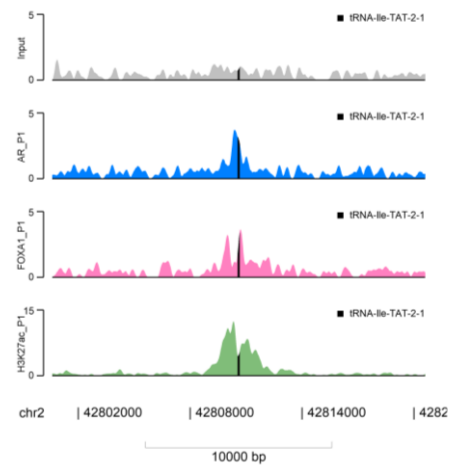 5
0
Input
■ tRNA-Ile-TAT-2-1
5
0
AR_P1
■ tRNA-Ile-TAT-2-1
5
0
FOXA1_P1
■ tRNA-Ile-TAT-2-1
15
0
H3K27ac_P1
■ tRNA-Ile-TAT-2-1
chr2 | 42802000 | 42808000 | 42814000 | 4282
10000 bp